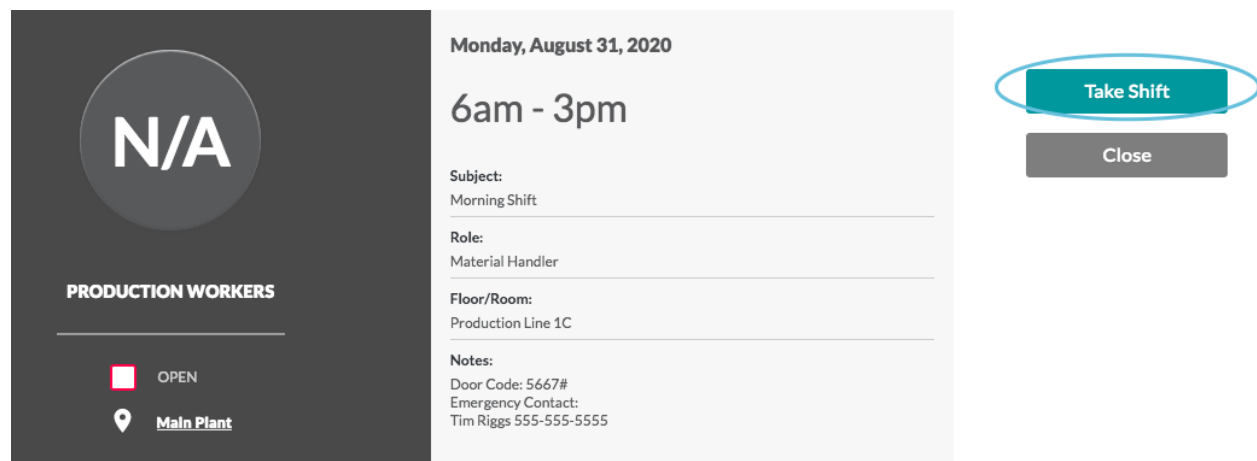 N/A
PRODUCTION WORKERS
OPEN
Main Plant
Monday, August 31, 2020
6am - 3pm
Subject:
Morning Shift
Role:
Material Handler
Floor/Room:
Production Line 1C
Notes:
Door Code: 5667#
Emergency Contact:
Tim Riggs 555-555-5555
Take Shift
Close